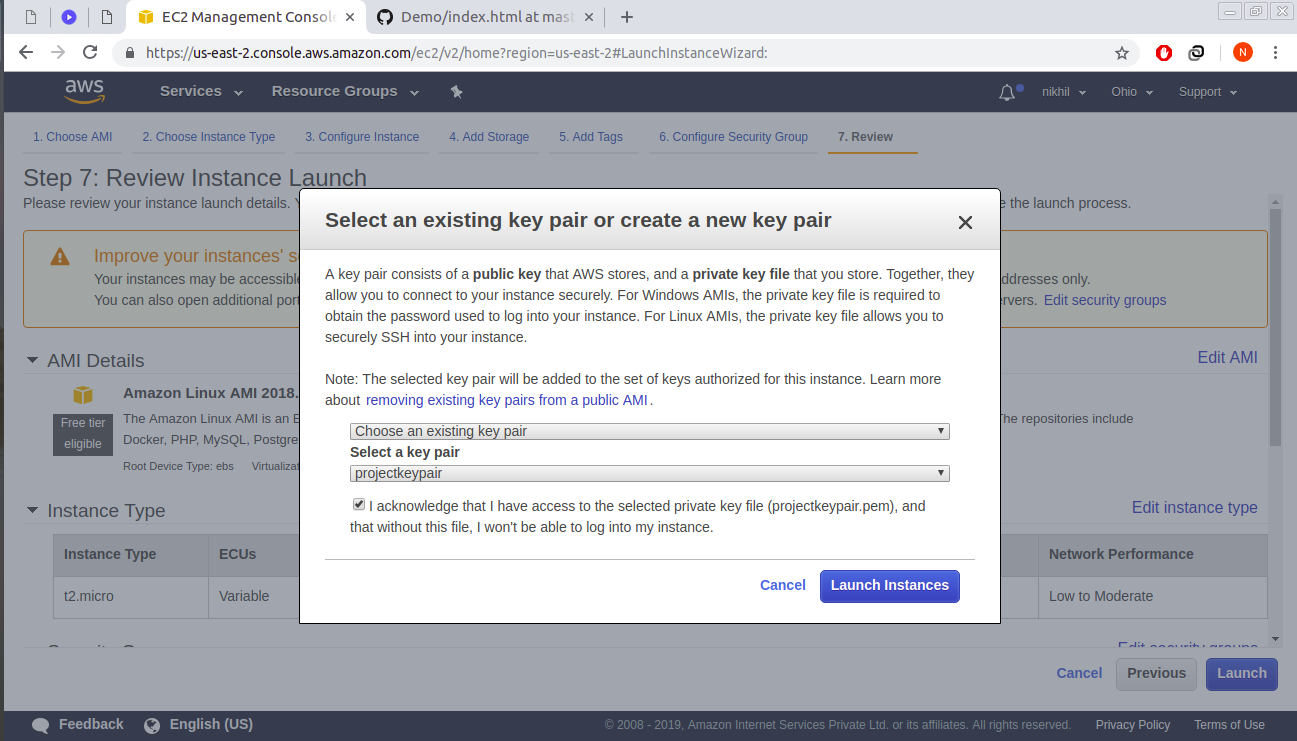 EC2 Management Console
Demo/index.html at mast
https://us-east-2.console.aws.amazon.com/ec2/v2/home?region=us-east-2#LaunchInstanceWizard:
N
aws Services Resource Groups nikhil Ohio Support
1. Choose AMI 2. Choose Instance Type 3. Configure Instance 4. Add Storage 5. Add Tags 6. Configure Security Group 7. Review
Step 7: Review Instance Launch
Please review your instance launch details. e the launch process.
Improve your instances' s
Your instances may be accessible ddresses only.
You can also open additional port rvers. Edit security groups
AMI Details Edit AMI
Amazon Linux AMI 2018.
Free tier eligible
The Amazon Linux AMI is an E The repositories include
Docker, PHP, MySQL, Postgre
Root Device Type: ebs Virtualizat
Instance Type Edit instance type
Instance Type ECUs Network Performance
t2.micro Variable Low to Moderate
Edit security groups
Cancel Previous Launch
Select an existing key pair or create a new key pair
A key pair consists of a public key that AWS stores, and a private key file that you store. Together, they
allow you to connect to your instance securely. For Windows AMIs, the private key file is required to
obtain the password used to log into your instance. For Linux AMIs, the private key file allows you to
securely SSH into your instance.
Note: The selected key pair will be added to the set of keys authorized for this instance. Learn more
about removing existing key pairs from a public AMI.
Choose an existing key pair
Select a key pair
projectkeypair
I acknowledge that I have access to the selected private key file (projectkeypair.pem), and
that without this file, I won't be able to log into my instance.
Cancel Launch Instances
Feedback English (US) © 2008 - 2019, Amazon Internet Services Private Ltd. or its affiliates. All rights reserved. Privacy Policy Terms of Use